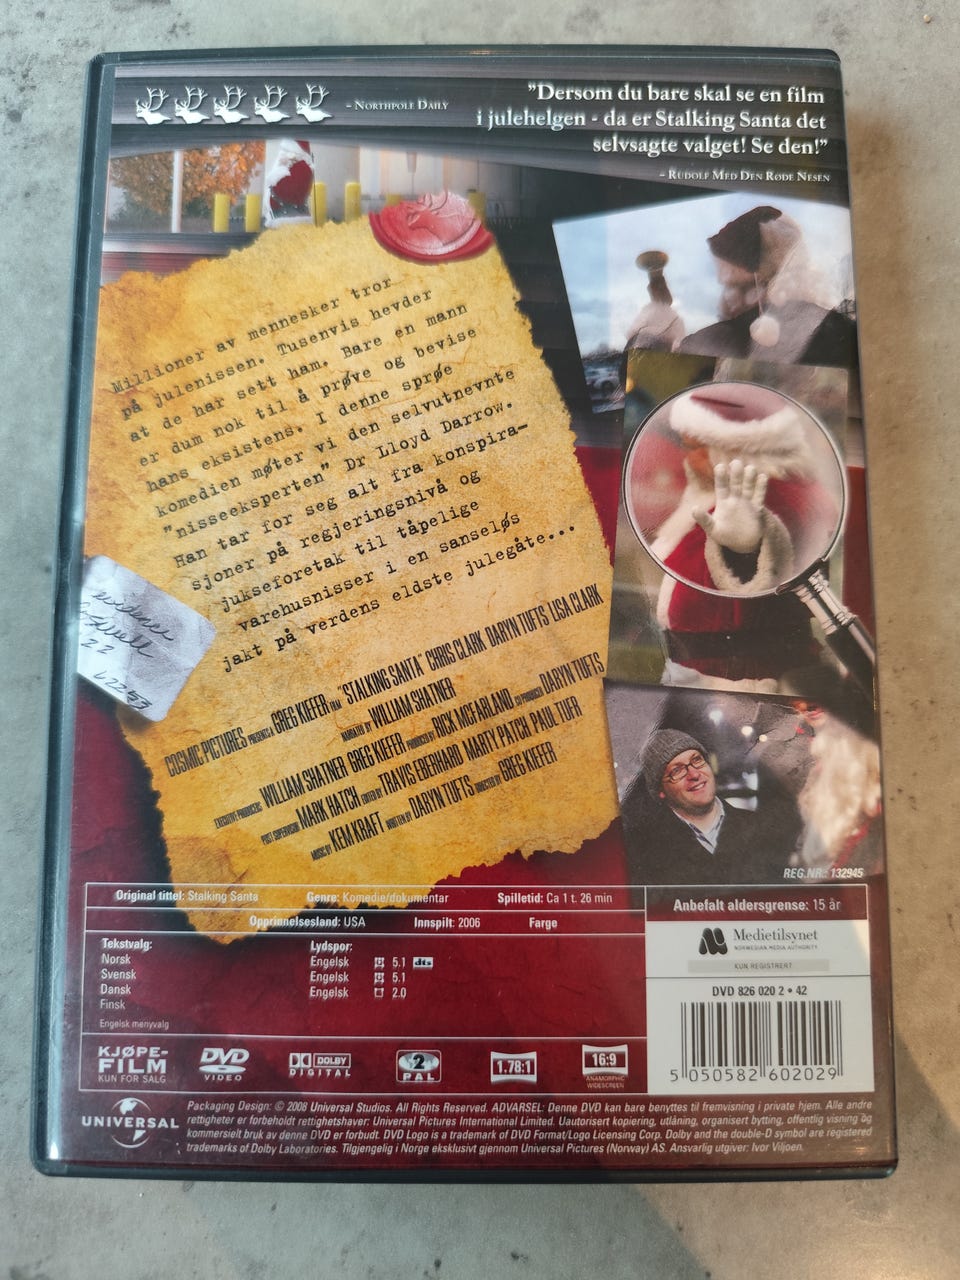 – Northpole Daily
"Dersom du bare skal se en film
i julehelgen - da er Stalking Santa det
selvsagte valget! Se den!"
– Rudolf Med Den Røde Nesen
Millioner av mennesker tror
på julenissen. Tusenvis hevder
at de har sett ham. Bare en mann
er dum nok til å prøve og bevise
hans eksistens. I denne sprøe
komedien møter vi den selvutnevnte
"nisseeksperten" Dr Lloyd Darrow.
Han tar for seg alt fra konspira–
sjoner på regjeringsnivå og
jukseforetak til tåpelige
varehusnisser i en sanseløs
jakt på verdens eldste julegåte...
evidence
22
COSMIC PICTURES PRESENTS A GREG KIEFER FILM "STALKING SANTA" CHRIS CLARK DARYN TUFTS LISA CLARK
NARRATED BY WILLIAM SHATNER
EXECUTIVE PRODUCERS WILLIAM SHATNER GREG KIEFER PRODUCED BY RICK MCFARLAND CO-PRODUCER DARYN TUFTS
POST SUPERVISOR MARK HATCH EDITED BY TRAVIS EBERHARD MARTY PATCH PAUL TUFT
MUSIC BY KEM KRAFT WRITTEN BY DARYN TUFTS DIRECTED BY GREG KIEFER
REG.NR.: 132945
Original tittel: Stalking Santa Genre: Komedie/dokumentar Spilletid: Ca 1 t. 26 min
Opprinnelsesland: USA Innspilt: 2006 Farge
Anbefalt aldersgrense: 15 år
Medietilsynet
NORWEGIAN MEDIA AUTHORITY
KUN REGISTRERT
Tekstvalg:
Norsk
Svensk
Dansk
Finsk
Engelsk menyvalg
Lydspor:
Engelsk 5.1 dts
Engelsk 5.1
Engelsk 2.0
DVD 826 020 2 • 42
5 050582 602029
KJØPE-
FILM
KUN FOR SALG
DVD
VIDEO
DOLBY
DIGITAL
2
PAL
1.78:1
16:9
ANAMORPHIC
WIDESCREEN
UNIVERSAL
Packaging Design: © 2008 Universal Studios. All Rights Reserved. ADVARSEL: Denne DVD kan bare benyttes til fremvisning i private hjem. Alle andre
rettigheter er forbeholdt rettighetshaver: Universal Pictures International Limited. Uautorisert kopiering, utlåning, organisert bytting, offentlig visning og
kommersielt bruk av denne DVD er forbudt. DVD Logo is a trademark of DVD Format/Logo Licensing Corp. Dolby and the double-D symbol are registered
trademarks of Dolby Laboratories. Tilgjengelig i Norge eksklusivt gjennom Universal Pictures (Norway) AS. Ansvarlig utgiver: Ivor Viljoen.